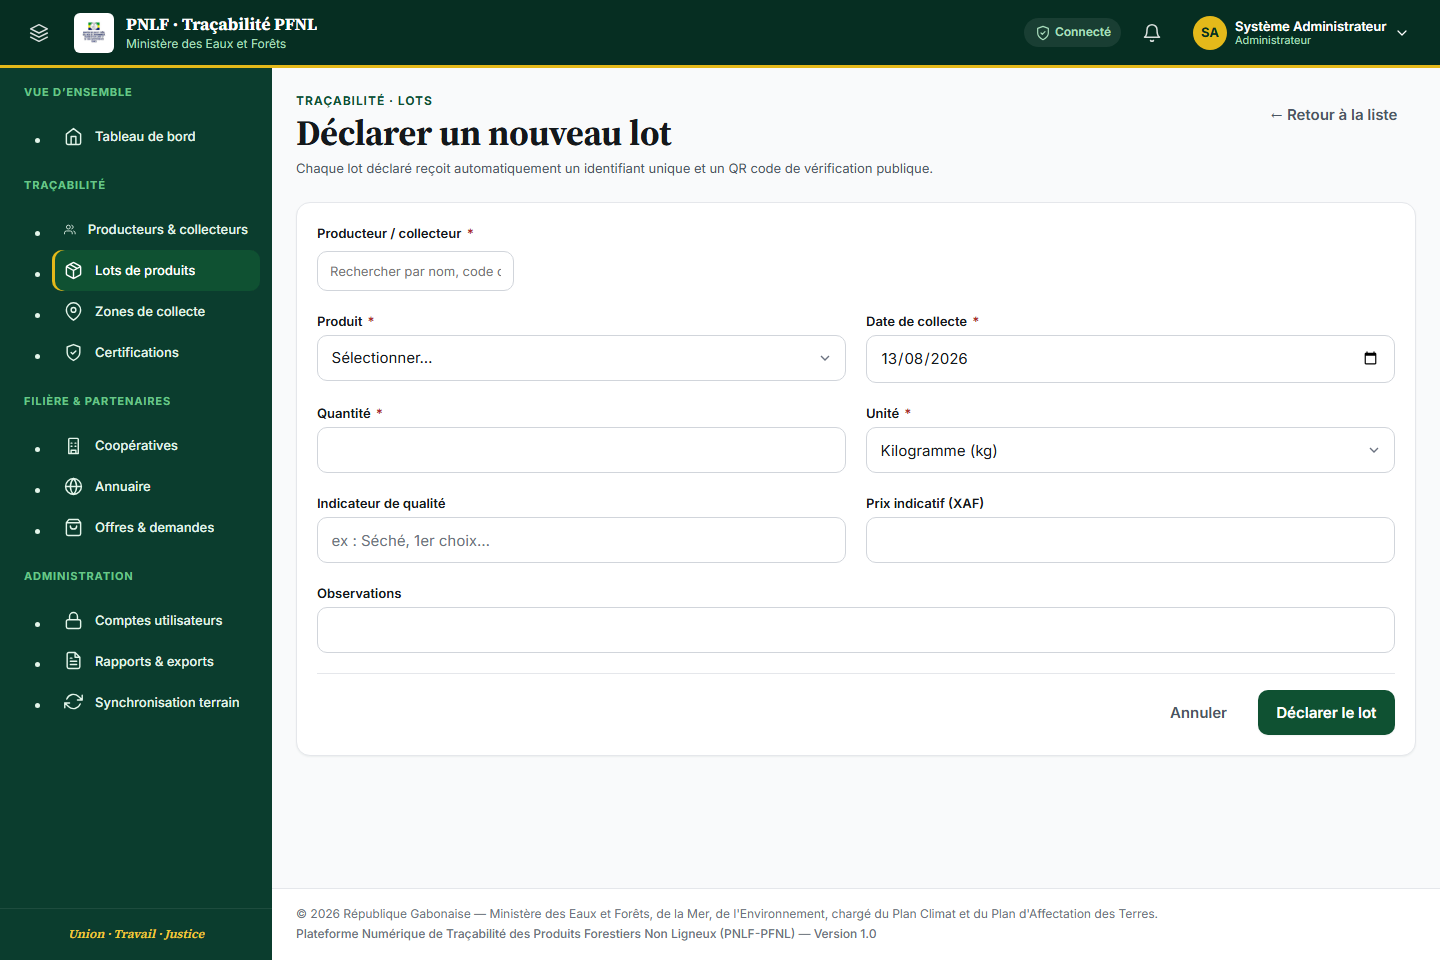 PNLF · Traçabilité PFNL
Ministère des Eaux et Forêts
Connecté
SA
Système Administrateur
Administrateur
VUE D'ENSEMBLE
Tableau de bord
TRAÇABILITÉ
Producteurs & collecteurs
Lots de produits
Zones de collecte
Certifications
FILIÈRE & PARTENAIRES
Coopératives
Annuaire
Offres & demandes
ADMINISTRATION
Comptes utilisateurs
Rapports & exports
Synchronisation terrain
Union · Travail · Justice
TRAÇABILITÉ · LOTS
Déclarer un nouveau lot
← Retour à la liste
Chaque lot déclaré reçoit automatiquement un identifiant unique et un QR code de vérification publique.
Producteur / collecteur *
Rechercher par nom, code
Produit *
Date de collecte *
Sélectionner...
13/08/2026
Quantité *
Unité *
Kilogramme (kg)
Indicateur de qualité
Prix indicatif (XAF)
ex : Séché, 1er choix...
Observations
Annuler
Déclarer le lot
© 2026 République Gabonaise — Ministère des Eaux et Forêts, de la Mer, de l'Environnement, chargé du Plan Climat et du Plan d'Affectation des Terres.
Plateforme Numérique de Traçabilité des Produits Forestiers Non Ligneux (PNLF-PFNL) — Version 1.0